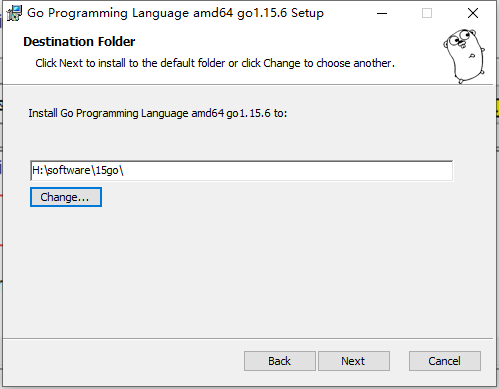 Go Programming Language amd64 go1.15.6 Setup
Destination Folder
Click Next to install to the default folder or click Change to choose another.
Install Go Programming Language amd64 go1.15.6 to:
H:\software\15go\
Change...
Back Next Cancel